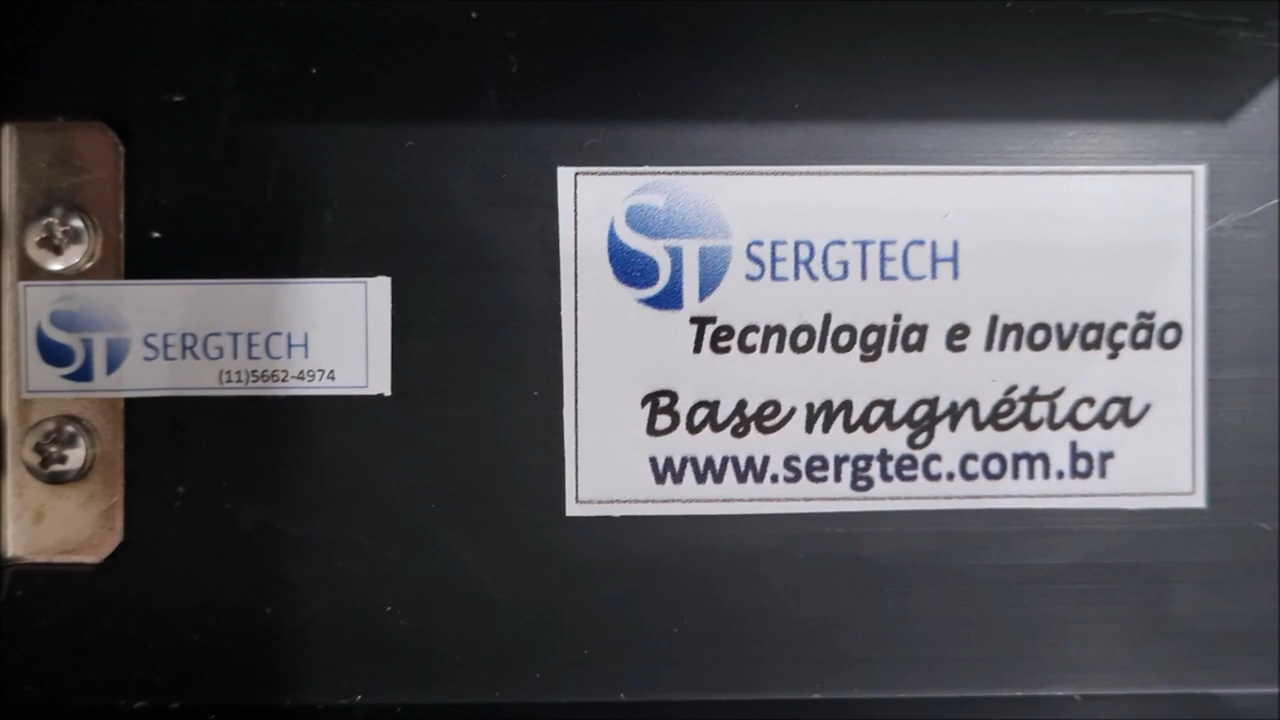 ST SERGTECH
(11)5662-4974
ST SERGTECH
Tecnologia e Inovação
Base magnética
www.sergtec.com.br